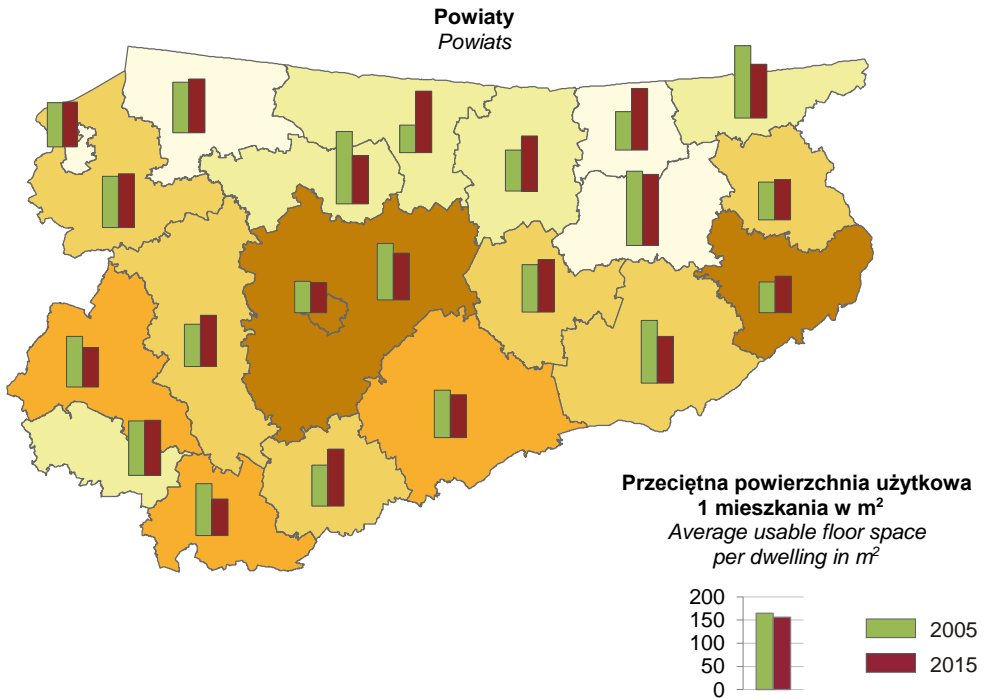 Powiaty
Powiats
Przeciętna powierzchnia użytkowa
1 mieszkania w m²
Average usable floor space
per dwelling in m²
200
150
100
50
0
2005
2015